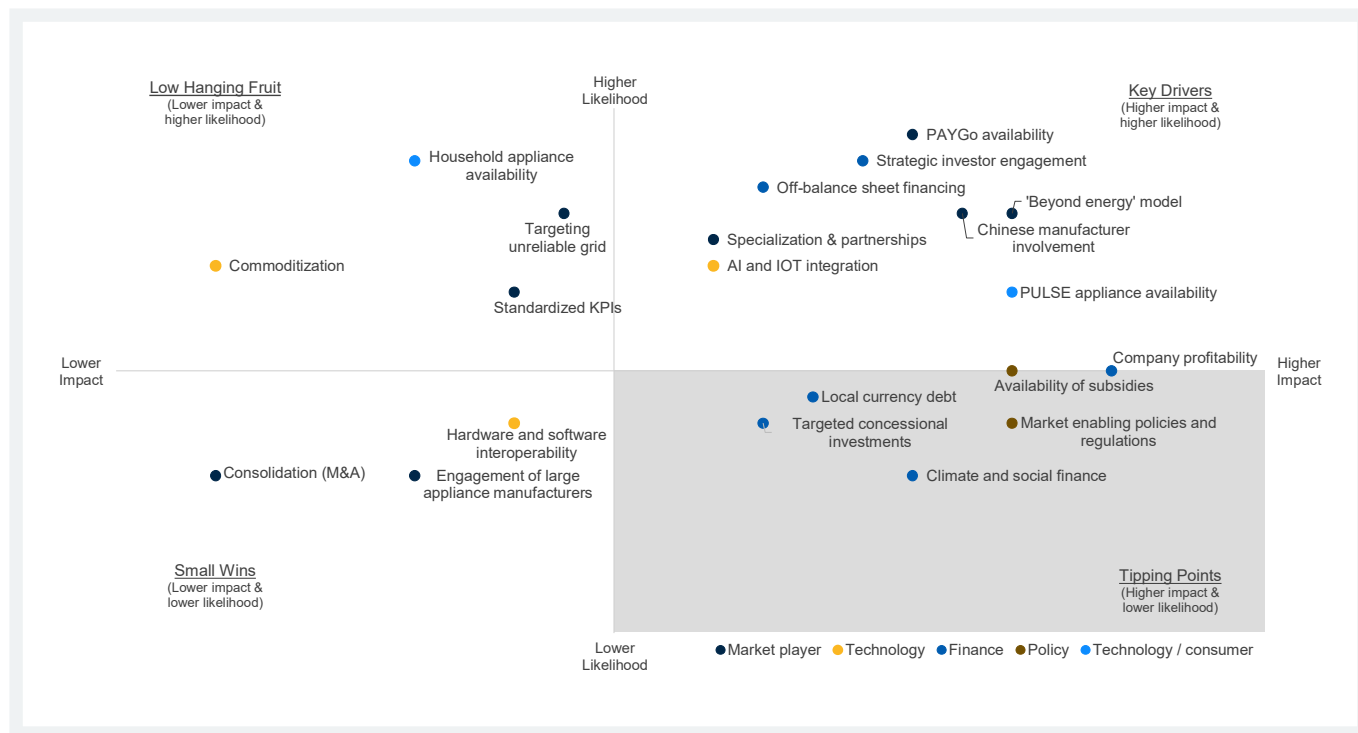 Low Hanging Fruit
(Lower impact &
higher likelihood)
Higher
Likelihood
Key Drivers
(Higher impact &
higher likelihood)
PAYGo availability
Household appliance
availability
Strategic investor engagement
Off-balance sheet financing
'Beyond energy' model
Targeting
unreliable grid
Chinese manufacturer
involvement
Specialization & partnerships
Commoditization
AI and IOT integration
PULSE appliance availability
Standardized KPIs
Lower
Impact
Company profitability
Higher
Impact
Availability of subsidies
Local currency debt
Targeted concessional
investments
Market enabling policies and
regulations
Hardware and software
interoperability
Consolidation (M&A)
Engagement of large
appliance manufacturers
Climate and social finance
Small Wins
(Lower impact &
lower likelihood)
Tipping Points
(Higher impact &
lower likelihood)
Lower
Likelihood
Market player
Technology
Finance
Policy
Technology / consumer